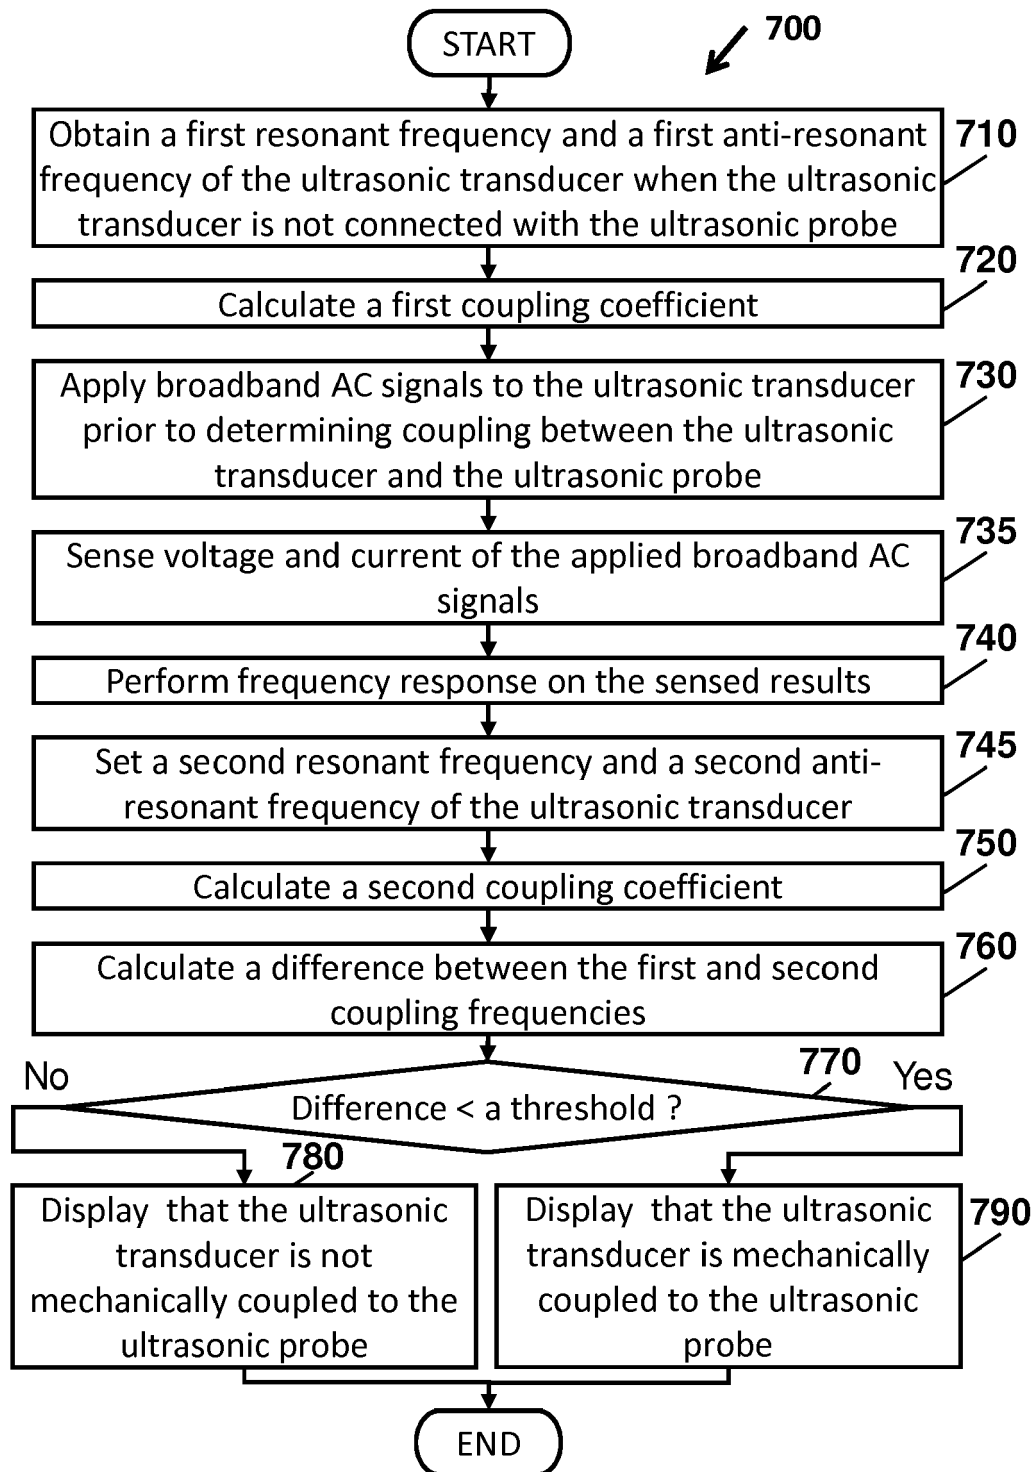 START
700
Obtain a first resonant frequency and a first anti-resonant
frequency of the ultrasonic transducer when the ultrasonic
transducer is not connected with the ultrasonic probe
710
Calculate a first coupling coefficient
720
Apply broadband AC signals to the ultrasonic transducer
prior to determining coupling between the ultrasonic
transducer and the ultrasonic probe
730
Sense voltage and current of the applied broadband AC
signals
735
Perform frequency response on the sensed results
740
Set a second resonant frequency and a second anti-
resonant frequency of the ultrasonic transducer
745
Calculate a second coupling coefficient
750
Calculate a difference between the first and second
coupling frequencies
760
No
Difference < a threshold ?
770
Yes
780
Display that the ultrasonic
transducer is not
mechanically coupled to the
ultrasonic probe
Display that the ultrasonic
transducer is mechanically
coupled to the ultrasonic
probe
790
END